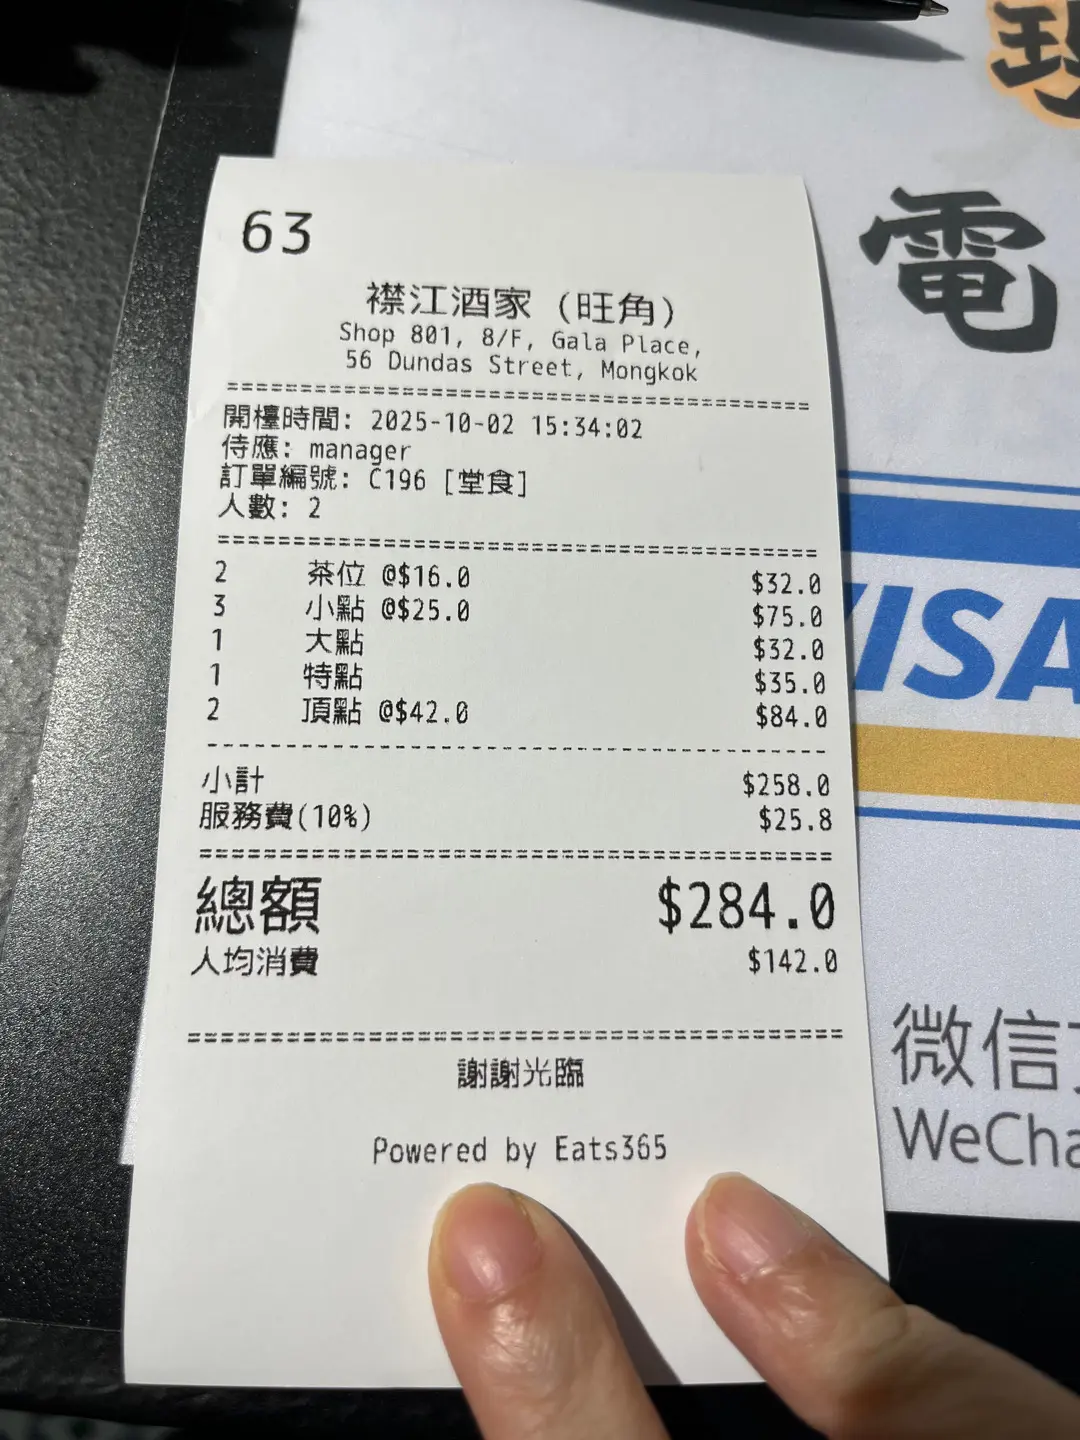 63
襟江酒家 (旺角)
Shop 801, 8/F, Gala Place,
56 Dundas Street, Mongkok
開檯時間: 2025-10-02 15:34:02
侍應: manager
訂單編號: C196 [堂食]
人數: 2
2 茶位 @$16.0 $32.0
3 小點 @$25.0 $75.0
1 大點 $32.0
1 特點 $35.0
2 頂點 @$42.0 $84.0
小計 $258.0
服務費(10%) $25.8
總額 $284.0
人均消費 $142.0
謝謝光臨
Powered by Eats365
電
VISA
微信
WeCha